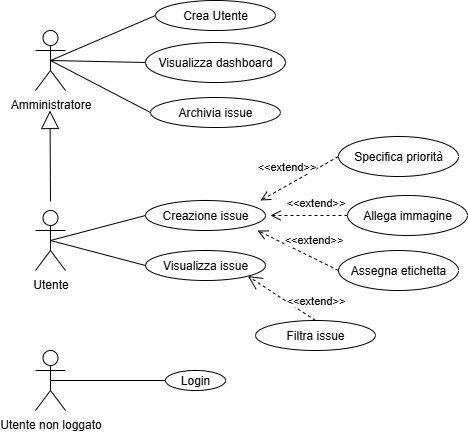 Crea Utente
Visualizza dashboard
Amministratore
Archivia issue
Specifica priorità
<<extend>>
Creazione issue
<<extend>>
Allega immagine
<<extend>>
Utente
Visualizza issue
Assegna etichetta
<<extend>>
Filtra issue
Login
Utente non loggato